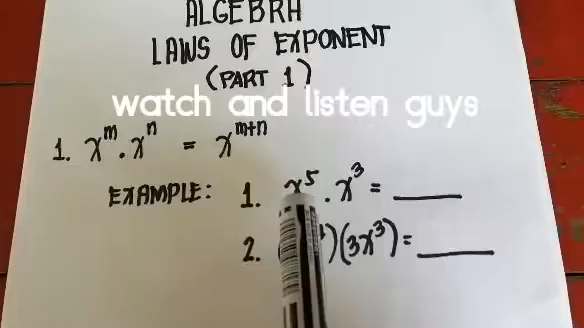 ALGEBRA
LAWS OF EXPONENT
(PART 1)
watch and listen guys
1. x^m . x^n = x^(m+n)
EXAMPLE: 1. x^5 . x^3 = ____
2. ( )(3x^3) = ____